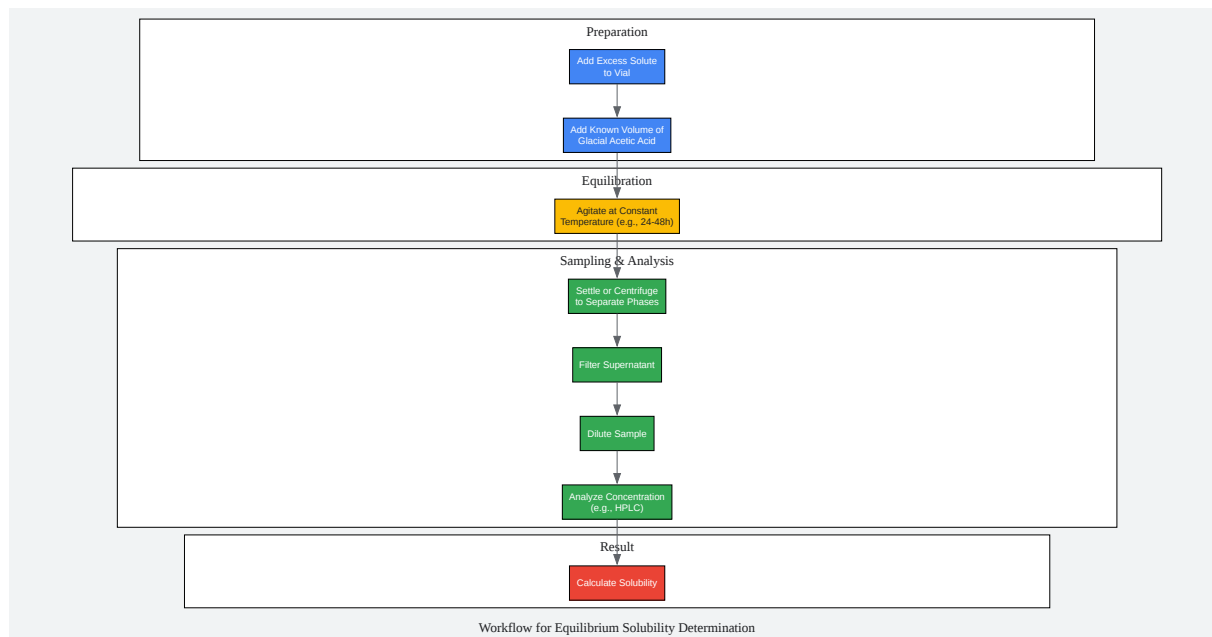 Preparation
Add Excess Solute
to Vial
Add Known Volume of
Glacial Acetic Acid
Equilibration
Agitate at Constant
Temperature (e.g., 24-48h)
Sampling & Analysis
Settle or Centrifuge
to Separate Phases
Filter Supernatant
Dilute Sample
Analyze Concentration
(e.g., HPLC)
Result
Calculate Solubility
Workflow for Equilibrium Solubility Determination